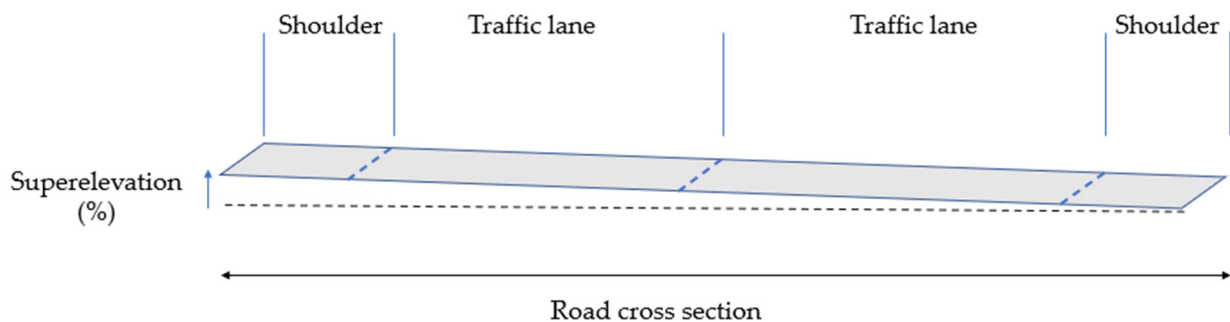 Shoulder
Traffic lane
Traffic lane
Shoulder
Superelevation
(%)
Road cross section